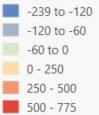 -239 to -120
-120 to -60
-60 to 0
0 - 250
250 - 500
500 - 775